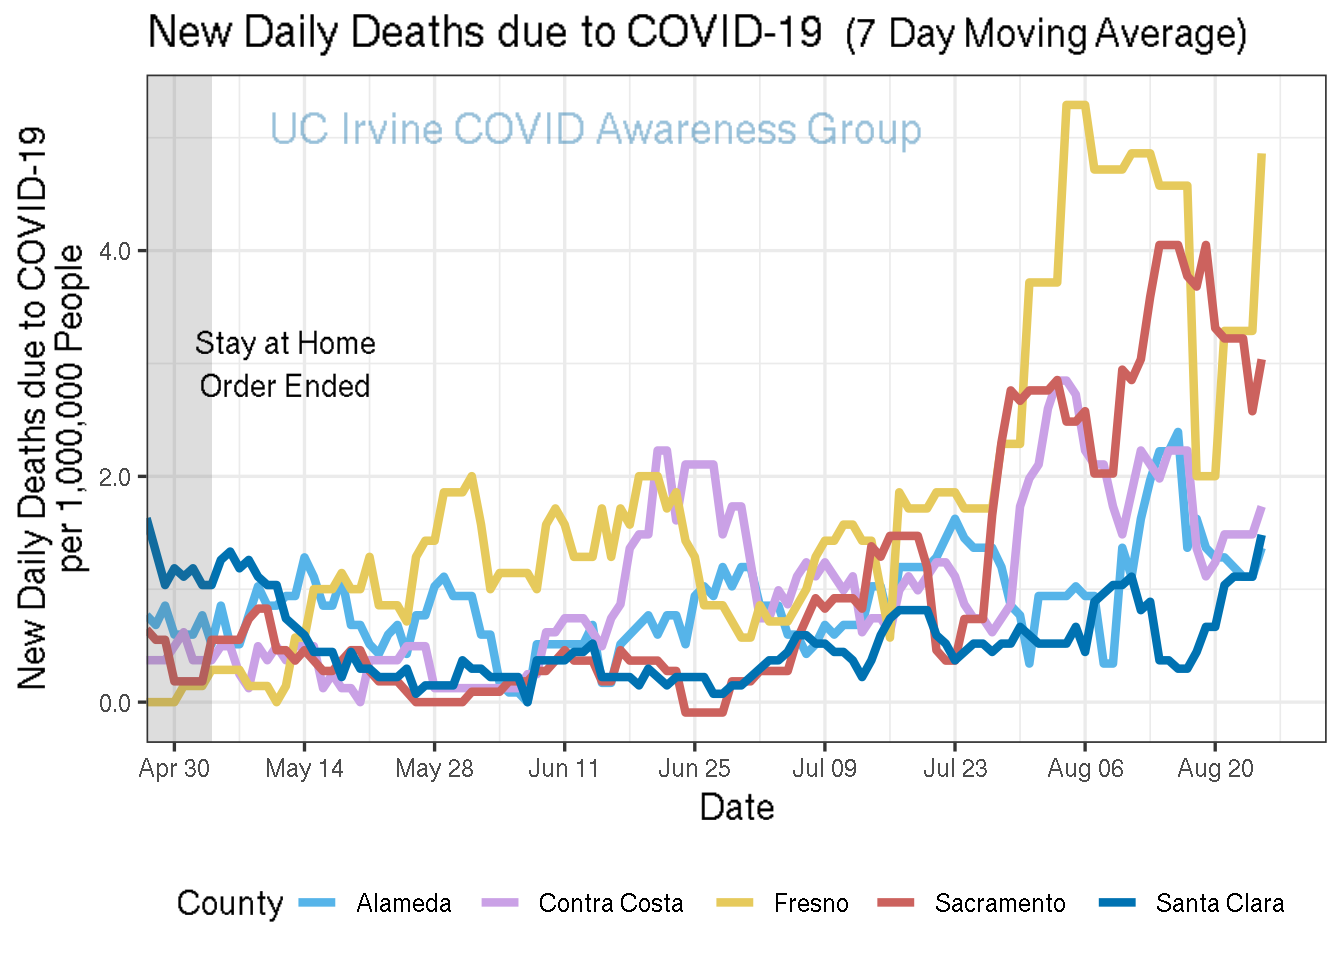 New Daily Deaths due to COVID-19 (7 Day Moving Average)
UC Irvine COVID Awareness Group
New Daily Deaths due to COVID-19
per 1,000,000 People
4.0
2.0
0.0
Stay at Home
Order Ended
Apr 30 May 14 May 28 Jun 11 Jun 25 Jul 09 Jul 23 Aug 06 Aug 20
Date
County Alameda Contra Costa Fresno Sacramento Santa Clara